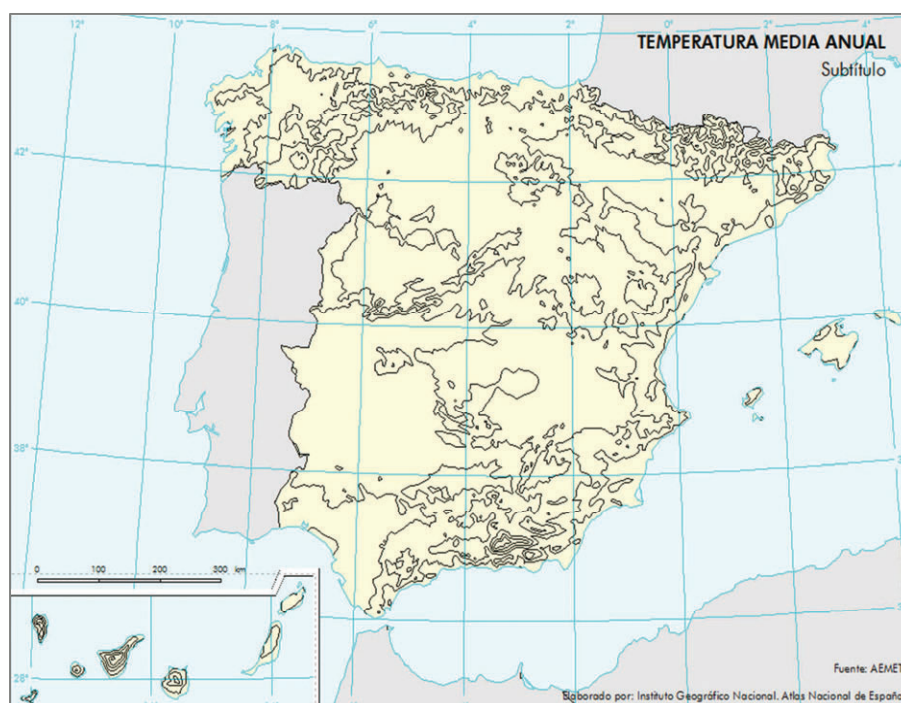 12° 10° 8° 6° 4° 2° 0° 2° 4°
TEMPERATURA MEDIA ANUAL
Subtítulo
42°
40°
38°
0 100 200 300 km
28°
Fuente: AEMET
Elaborado por: Instituto Geográfico Nacional. Atlas Nacional de España